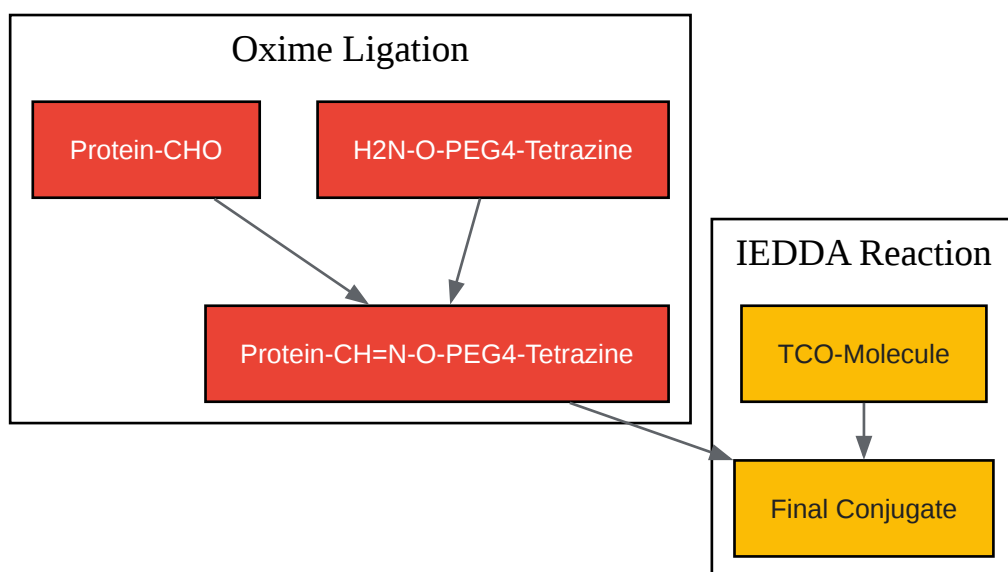 Oxime Ligation
Protein-CHO
H2N-O-PEG4-Tetrazine
Protein-CH=N-O-PEG4-Tetrazine
IEDDA Reaction
TCO-Molecule
Final Conjugate